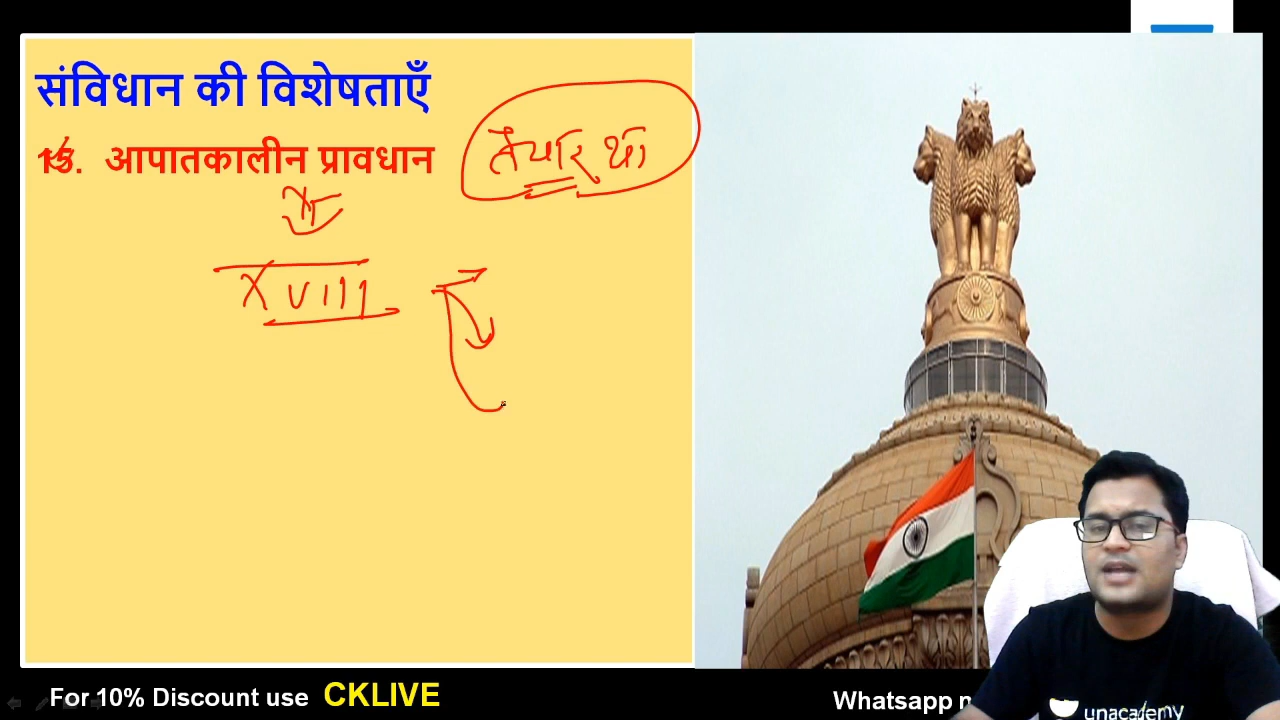 संविधान की विशेषताएँ
15. आपातकालीन प्रावधान
तैयार था
XVIII
For 10% Discount use CKLIVE
Whatsapp n
unacademy